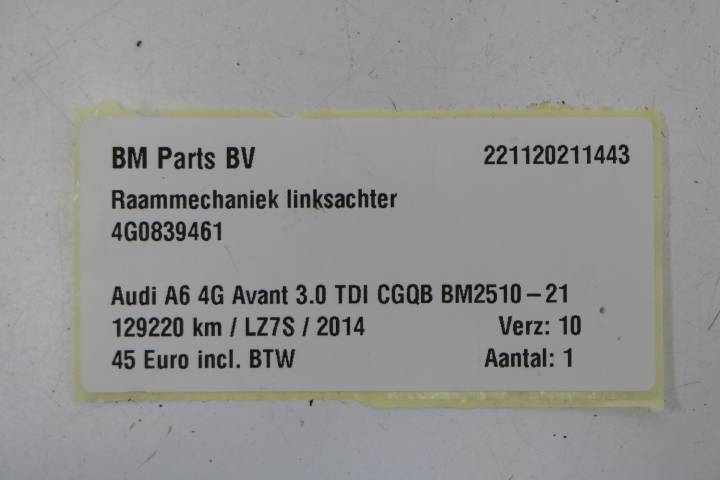 BM Parts BV 221120211443
Raammechaniek linksachter
4G0839461
Audi A6 4G Avant 3.0 TDI CGQB BM2510-21
129220 km / LZ7S / 2014 Verz: 10
45 Euro incl. BTW Aantal: 1